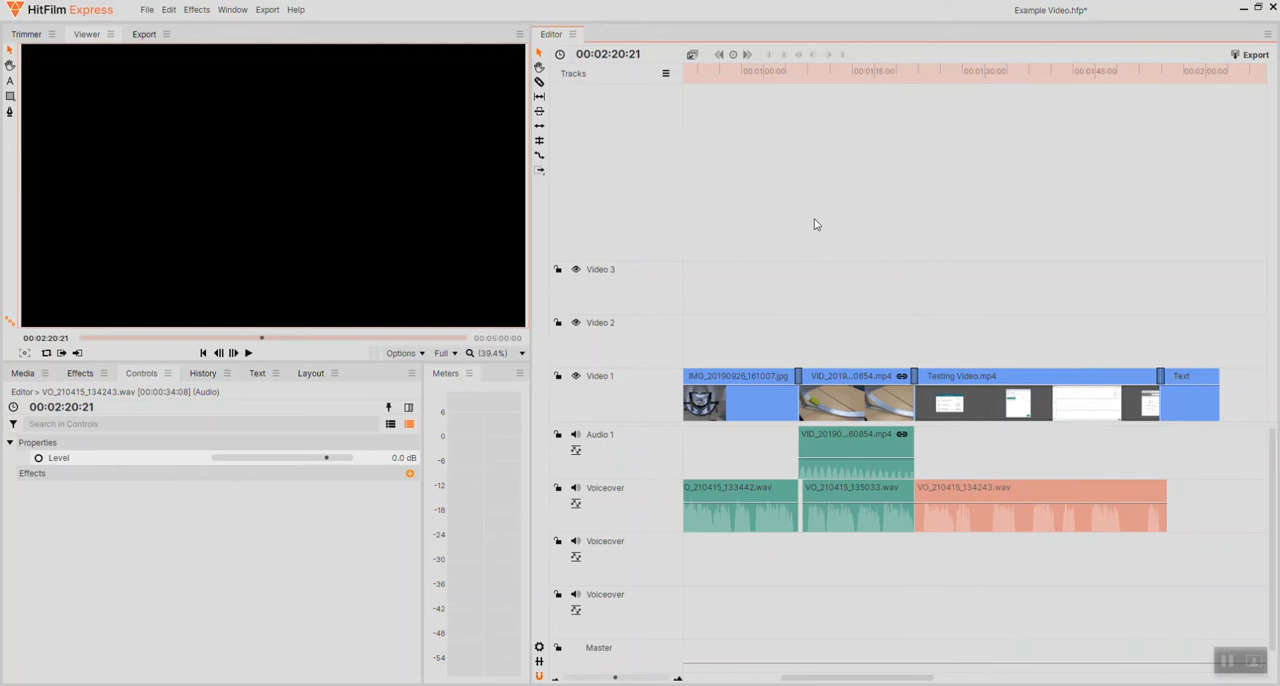 HitFilm Express File Edit Effects Window Export Help Example Video.hfp*
Trimmer Viewer Export
Editor
00:02:20:21
Export
Tracks
00:01:00:00 00:01:15:00 00:01:30:00 00:01:45:00 00:02:00:00
Video 3
Video 2
Video 1
IMG_20190926_161007.jpg VID_2019...0854.mp4 Testing Video.mp4 Text
Audio 1
VID_20190...60854.mp4
Voiceover
O_210415_133442.wav VO_210415_135033.wav VO_210415_134243.wav
Voiceover
Voiceover
Master
00:02:20:21 00:05:00:00
Options Full (39.4%)
Media Effects Controls History Text Layout
Editor > VO_210415_134243.wav [00:00:34:08] (Audio)
00:02:20:21
Search in Controls
Properties
Level 0.0 dB
Effects
Meters
6
0
-6
-12
-18
-24
-30
-36
-42
-48
-54